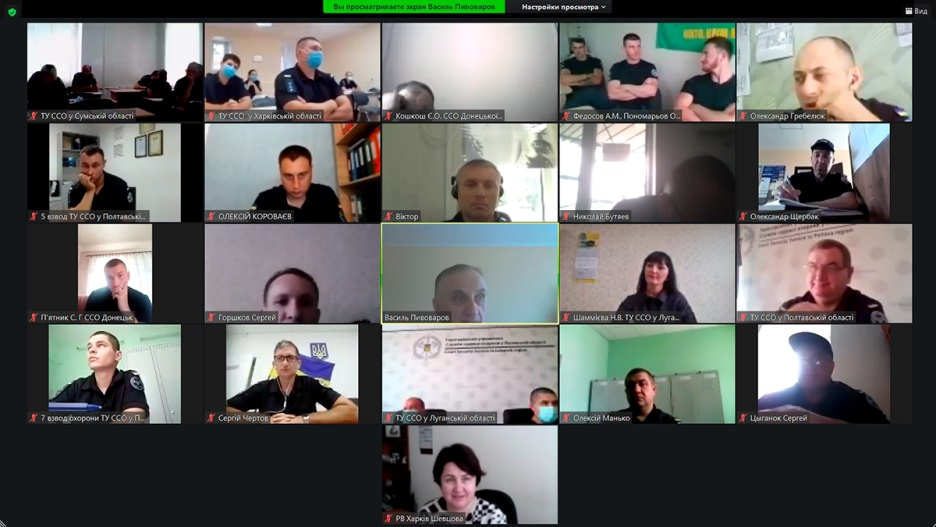 Вы просматриваете экран Василь Пивоваров
Настройки просмотра
Вид
ТУ ССО у Сумській області
ТУ ССО у Харківській області
Кошкош Є.О. ССО Донецької...
Федосов А.М., Пономарьов О...
Олександр Гребелюк
5 взвод ТУ ССО у Полтавські...
ОЛЕКСІЙ КОРОВАЄВ
Віктор
Николай Бутяев
Олександр Щербак
П'ятник С. Г ССО Донецьк
Горшков Сергей
Василь Пивоваров
Шаммієва Н.В. ТУ ССО у Луга...
ТУ ССО у Полтавській області
7 взвод охорони ТУ ССО у П...
Сергій Чертов
ТУ ССО у Луганській області
Олексій Манько
Цыганок Сергей
РВ Харків Шевцова